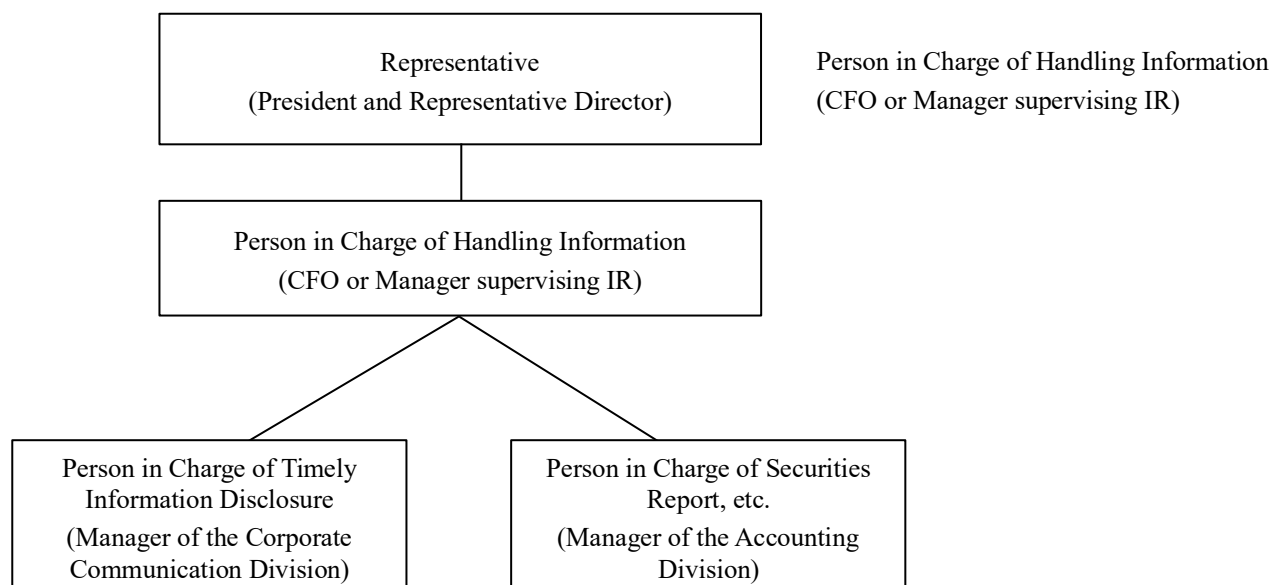 Representative
(President and Representative Director)
Person in Charge of Handling Information
(CFO or Manager supervising IR)
Person in Charge of Handling Information
(CFO or Manager supervising IR)
Person in Charge of Timely
Information Disclosure
(Manager of the Corporate
Communication Division)
Person in Charge of Securities
Report, etc.
(Manager of the Accounting
Division)